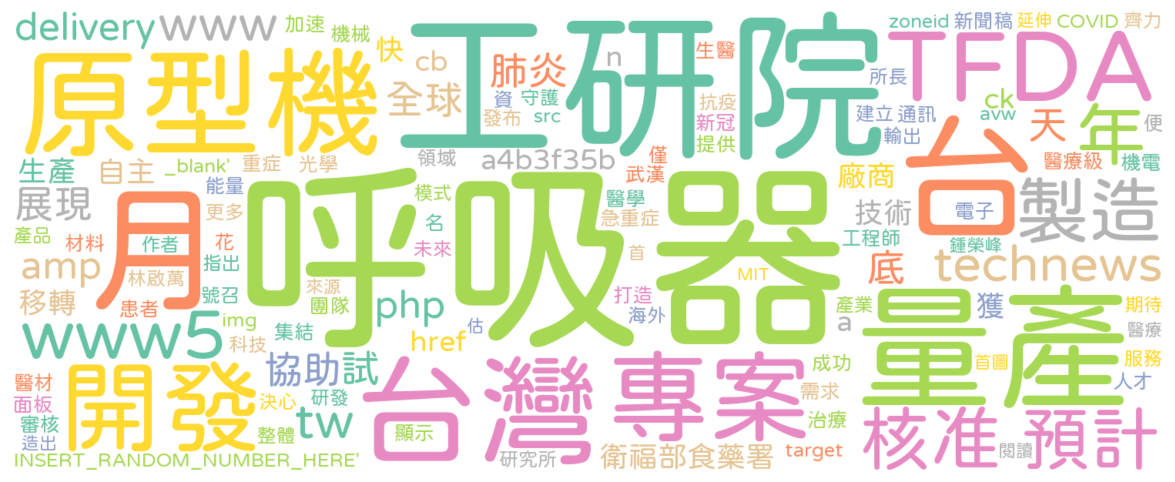 delivery www 加速 機械 快 cb 工研院 肺炎 n 生醫 所長 zoneid 新聞稿 延伸 COVID 齊力
原型機 全球 資 守護 發布 src 抗疫 新冠 提供 TFDA 建立 通訊 輸出 ck avw 天 年 便
生產 自主 _blank' 重症 光學 能量 領域 a4b3f35b 僅 武漢 台 醫療級 機電
展現 月 更多 呼吸器 模式 名 未來 醫學 急重症 首 廠商 技術 電子 製造 工程師 鍾榮峰
產品 材料 作者 花 指出 林啟萬 amp 移轉 患者 號召 來源 團隊 php MIT 打造 海外 底 technews
www5 img 科技 集結 href 估 產業 a 獲 量產 期待 醫療
開發 協助 試 台灣 專案 成功 需求 首圖 服務 人才
醫材 面板 審核 造出 決心 研發 整體 tw 顯示 治療 核准 預計
INSERT_RANDOM_NUMBER_HERE' 研究所 衛福部食藥署 target 閱讀